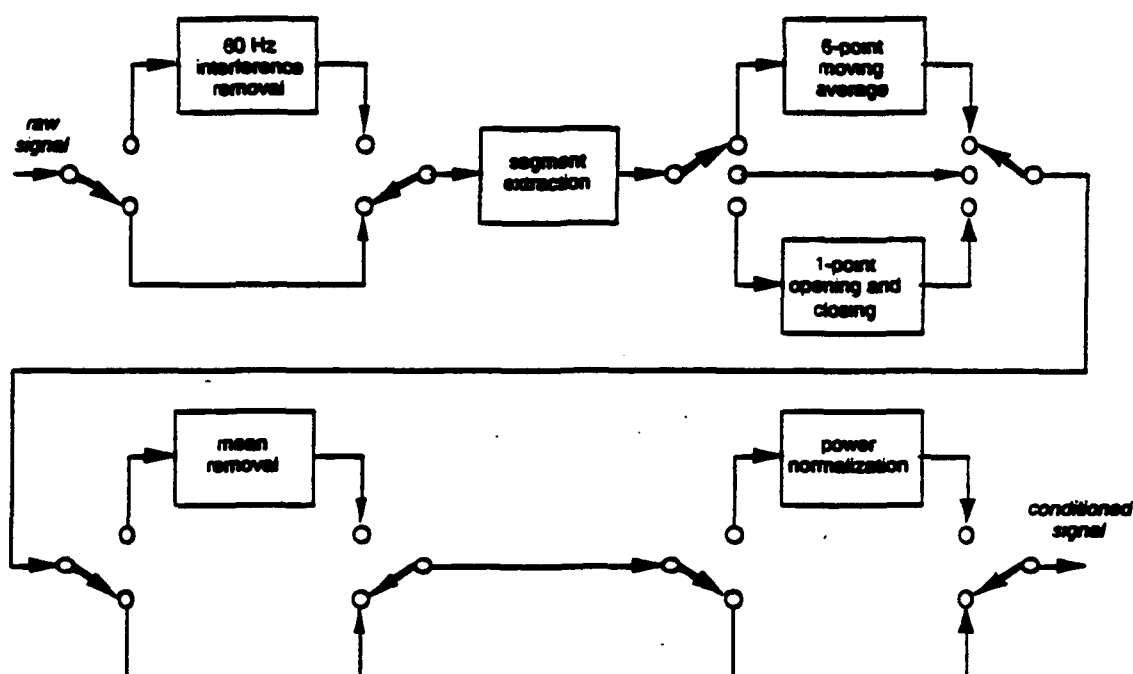 60 Hz
interference
removal
6-point
moving
average
raw
signal
segment
extraction
1-point
opening and
closing
mean
removal
power
normalization
conditioned
signal